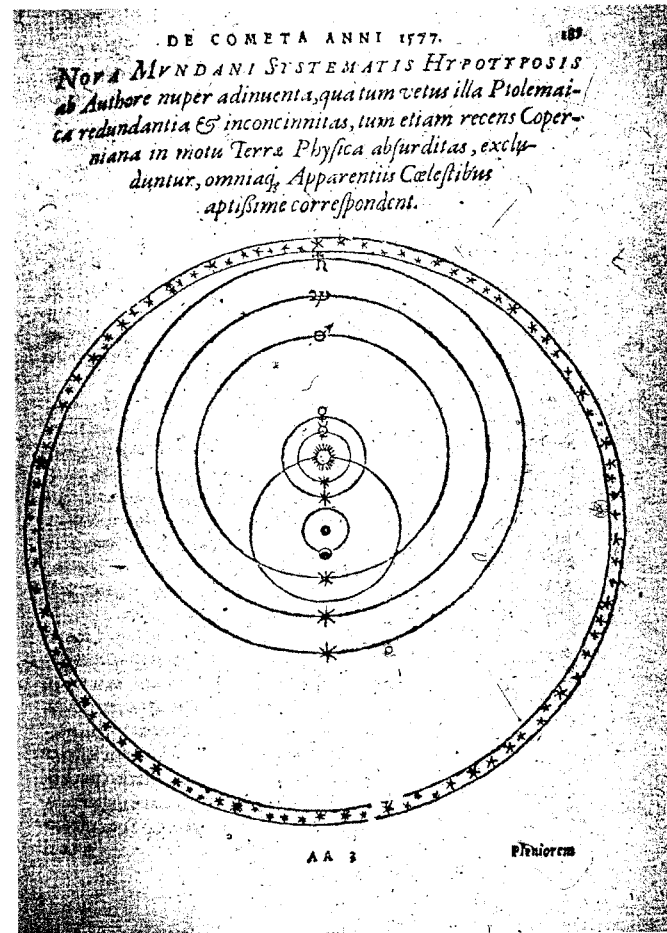 DE COMETA ANNI 1577. 189
NOVA MVNDANI SYSTEMATIS HYPOTYPOSIS
ab Authore nuper adinuenta, qua tum vetus illa Ptolemai-
ca redundantia & inconcinnitas, tum etiam recens Coper-
niana in motu Terræ Physica absurditas, exclu-
duntur, omniaq; Apparentiis Cœlestibus
aptißime correspondent.
AA 3 Pleniorem